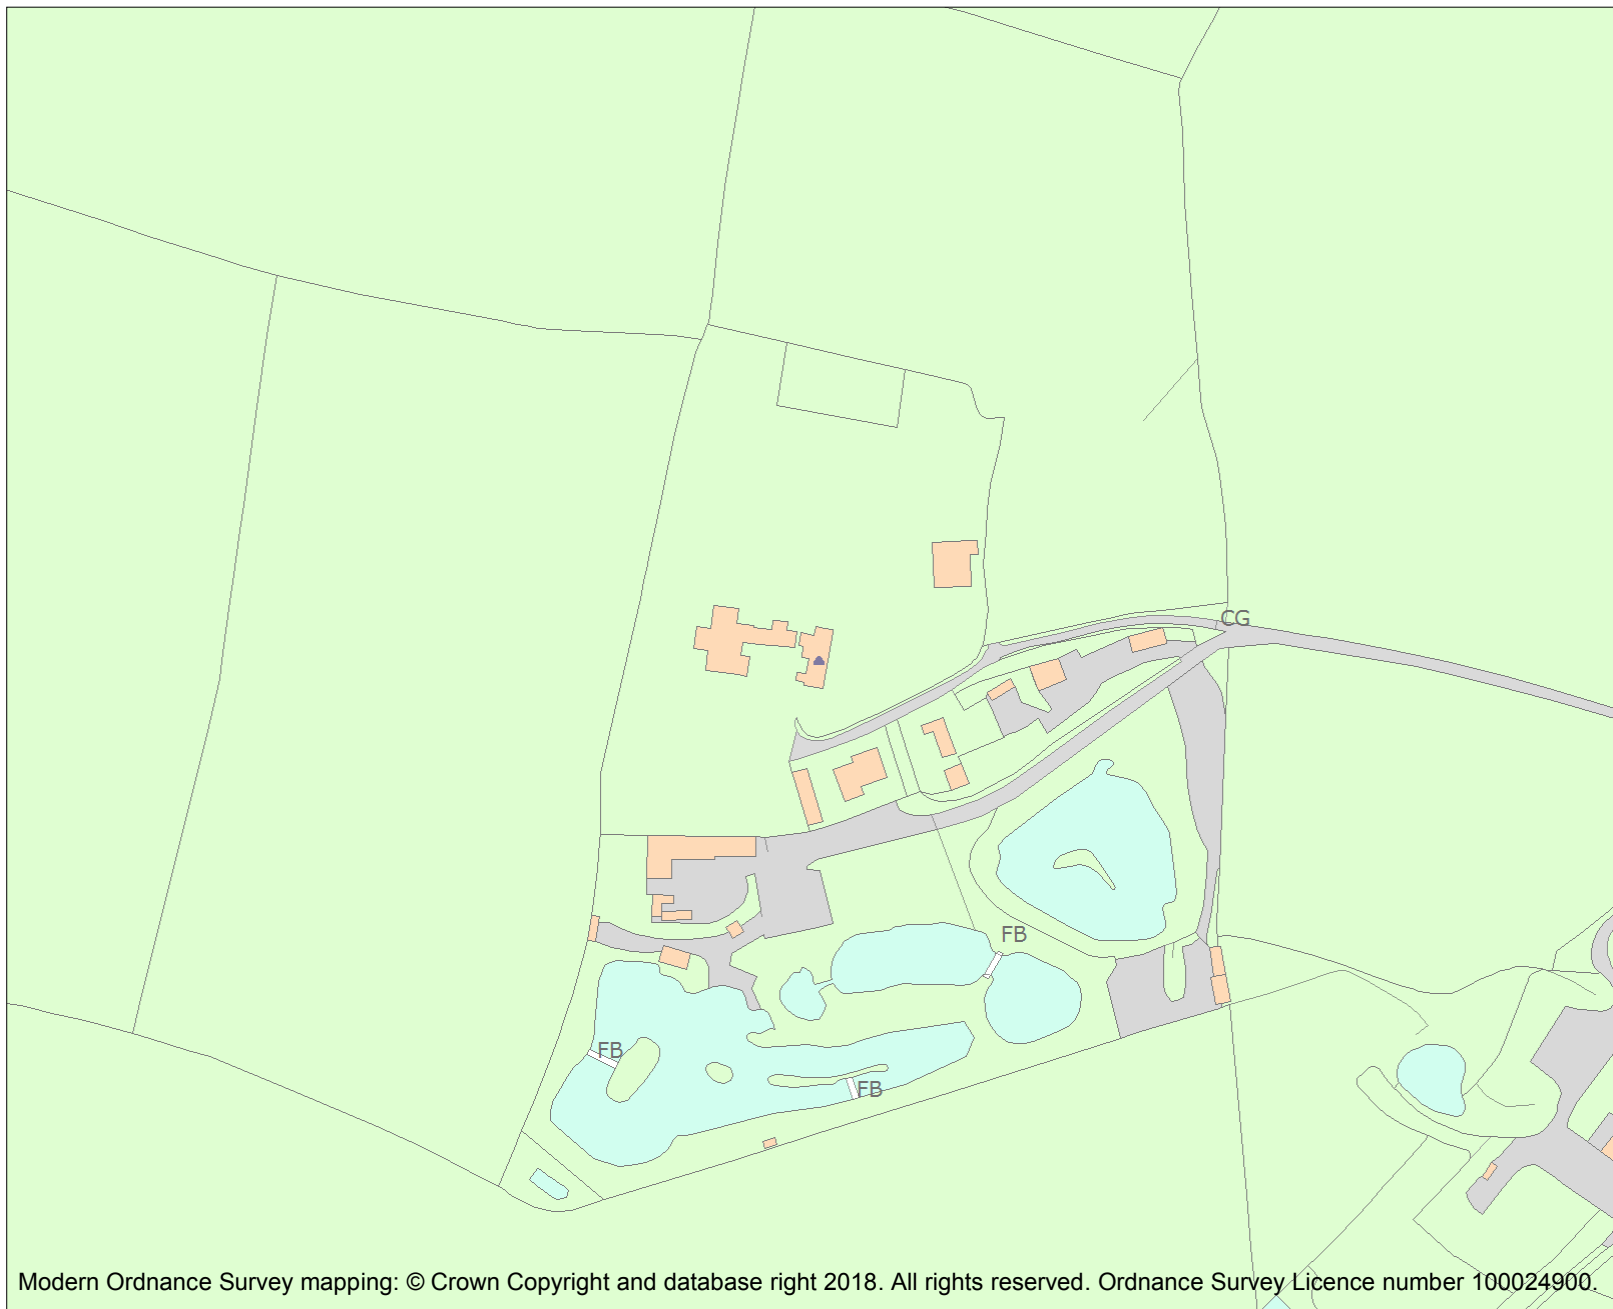 CG
FB
FB
FB
Modern Ordnance Survey mapping: © Crown Copyright and database right 2018. All rights reserved. Ordnance Survey Licence number 100024900.